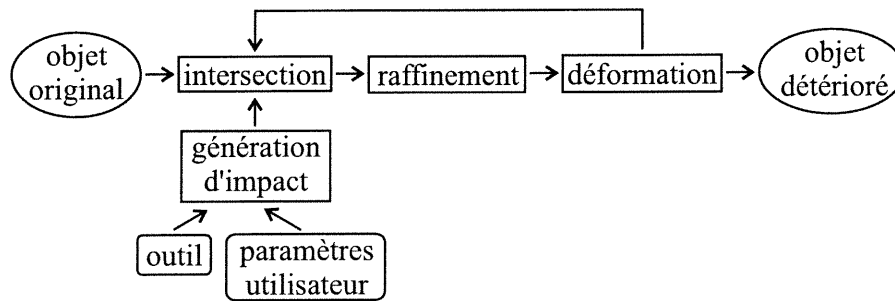 objet
original
intersection
raffinement
déformation
objet
détérioré
génération
d'impact
outil
paramètres
utilisateur